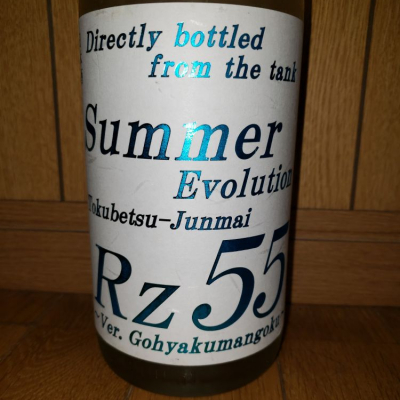 Directly bottled
from the tank
Summer
Evolution
Tokubetsu-Junmai
Rz55
~Ver. Gohyakumangoku~